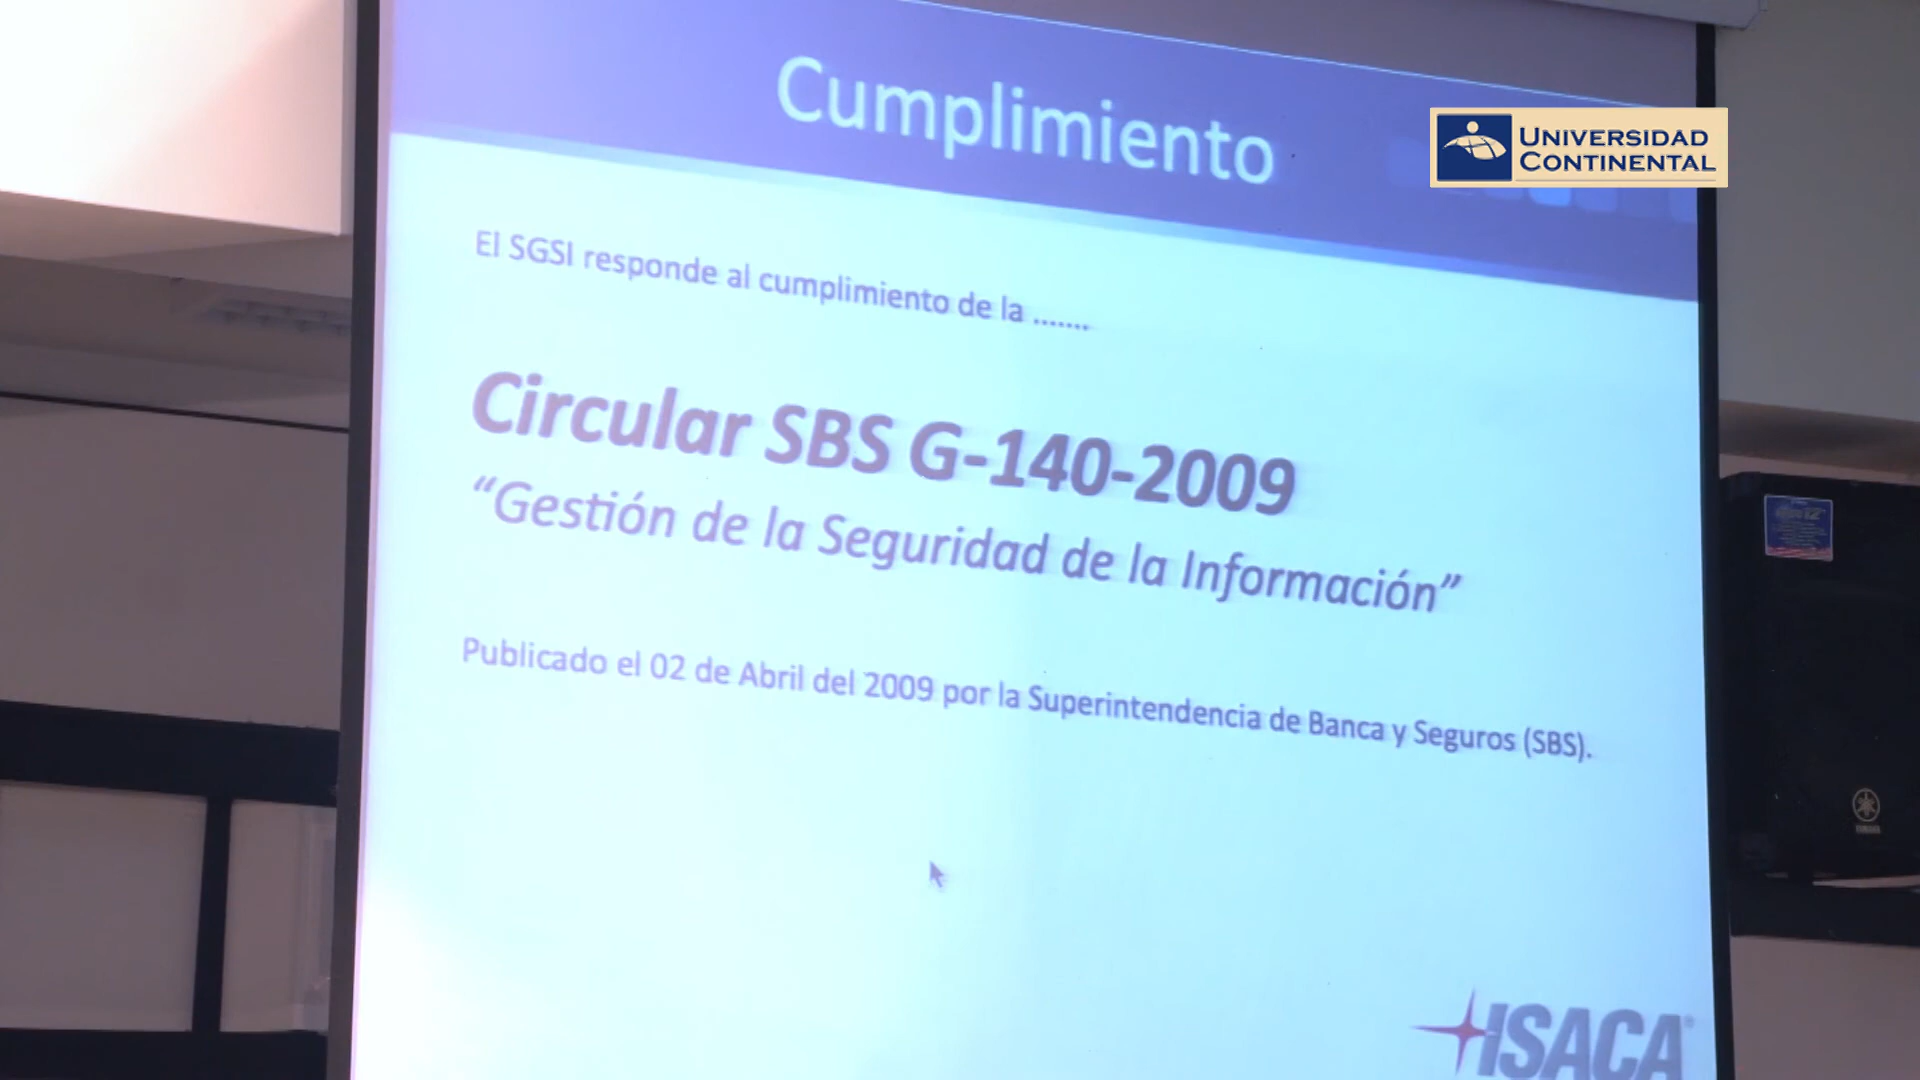 Cumplimiento
UNIVERSIDAD
CONTINENTAL
El SGSI responde al cumplimiento de la .......
Circular SBS G-140-2009
“Gestión de la Seguridad de la Información”
Publicado el 02 de Abril del 2009 por la Superintendencia de Banca y Seguros (SBS).
YAMAHA
ISACA®